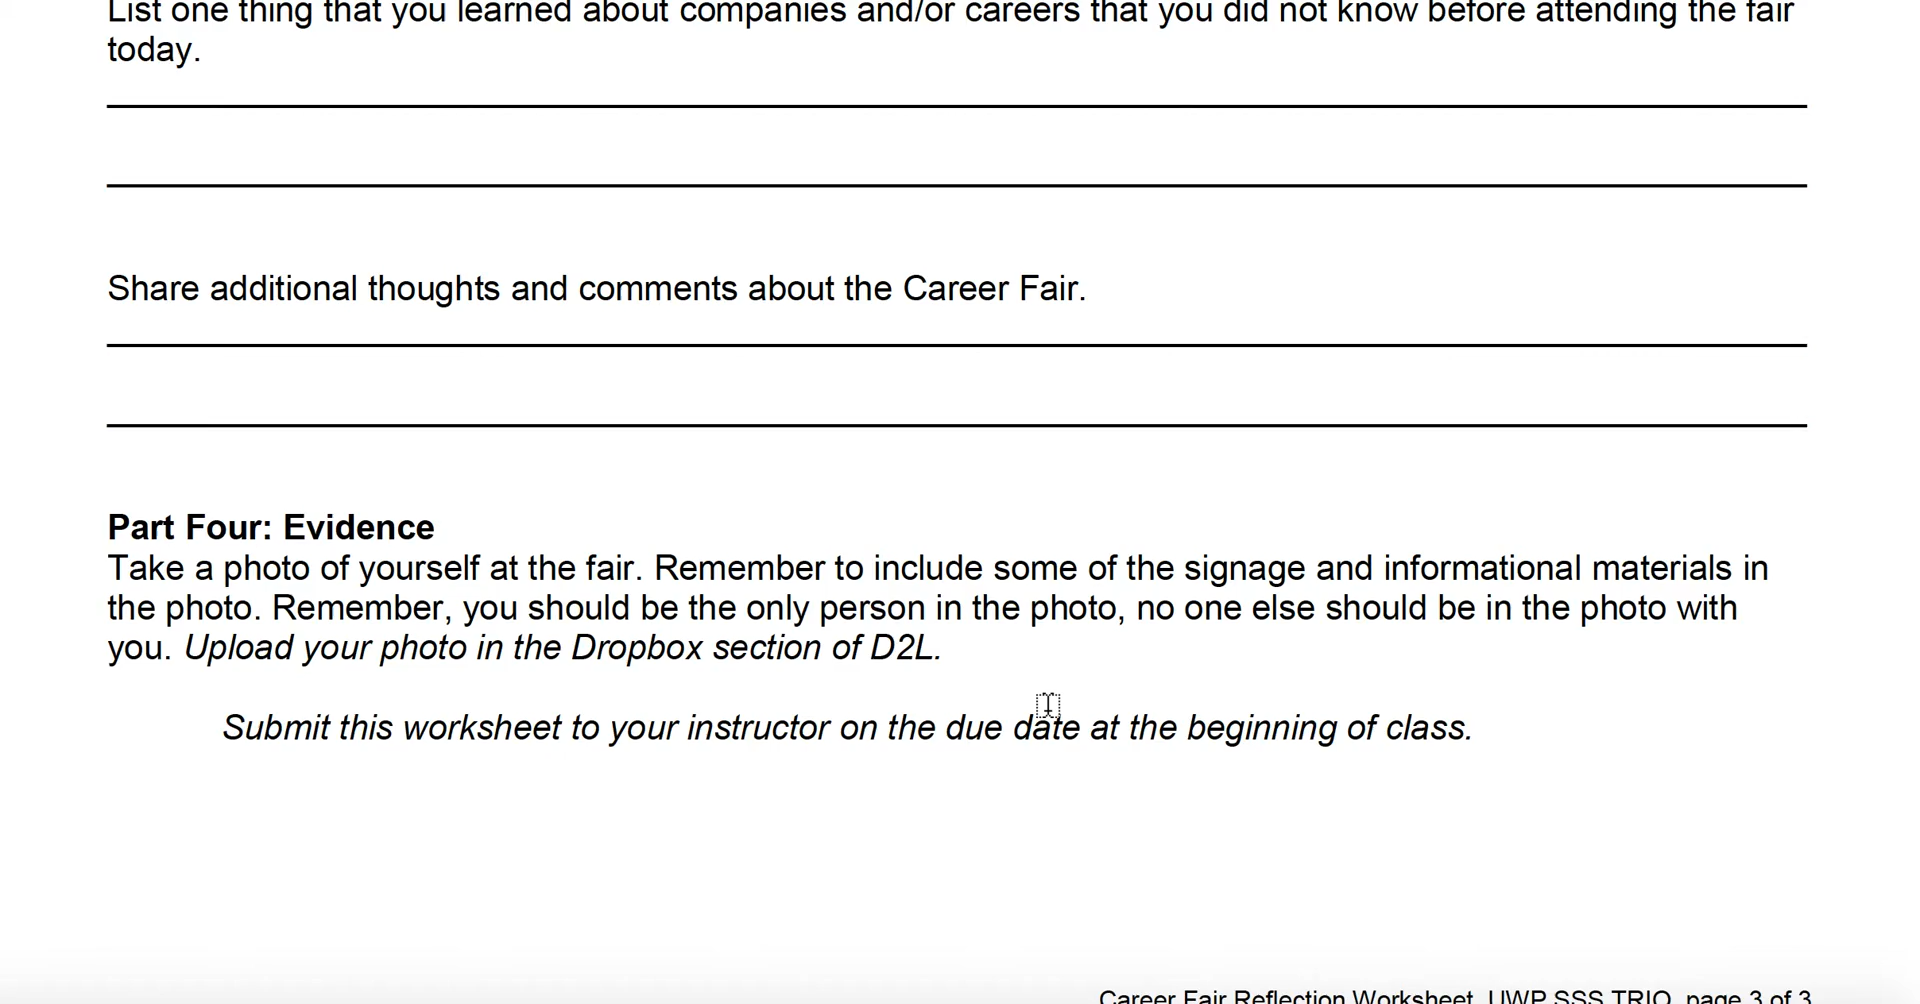 List one thing that you learned about companies and/or careers that you did not know before attending the fair
today.
Share additional thoughts and comments about the Career Fair.
Part Four: Evidence
Take a photo of yourself at the fair. Remember to include some of the signage and informational materials in
the photo. Remember, you should be the only person in the photo, no one else should be in the photo with
you. Upload your photo in the Dropbox section of D2L.
Submit this worksheet to your instructor on the due date at the beginning of class.
Career Fair Reflection Worksheet, UWP SSS TRIO, page 3 of 3